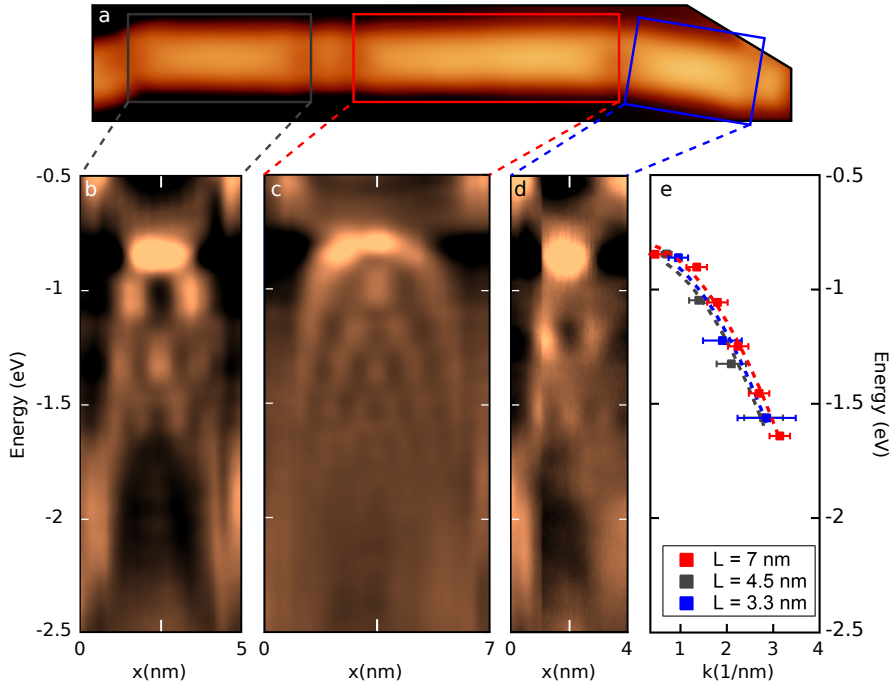 a
b
c
d
e
-0.5
-1
-1.5
-2
-2.5
Energy (eV)
0
5
x(nm)
0
7
x(nm)
0
4
x(nm)
1
2
3
4
k(1/nm)
-0.5
-1
-1.5
-2
-2.5
Energy (eV)
L = 7 nm
L = 4.5 nm
L = 3.3 nm